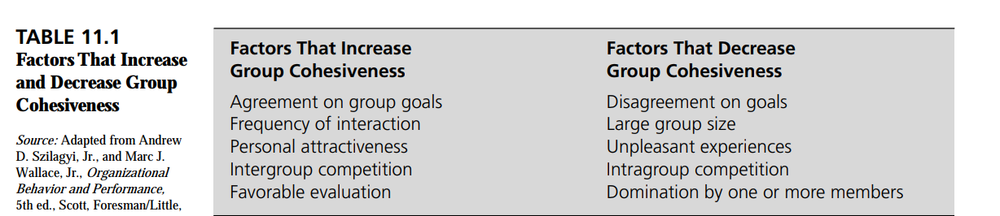 TABLE 11.1
Factors That Increase
and Decrease Group
Cohesiveness
Source: Adapted from Andrew
D. Szilagyi, Jr., and Marc J.
Wallace, Jr., Organizational
Behavior and Performance,
5th ed., Scott, Foresman/Little,
Factors That Increase
Group Cohesiveness
Agreement on group goals
Frequency of interaction
Personal attractiveness
Intergroup competition
Favorable evaluation
Factors That Decrease
Group Cohesiveness
Disagreement on goals
Large group size
Unpleasant experiences
Intragroup competition
Domination by one or more members